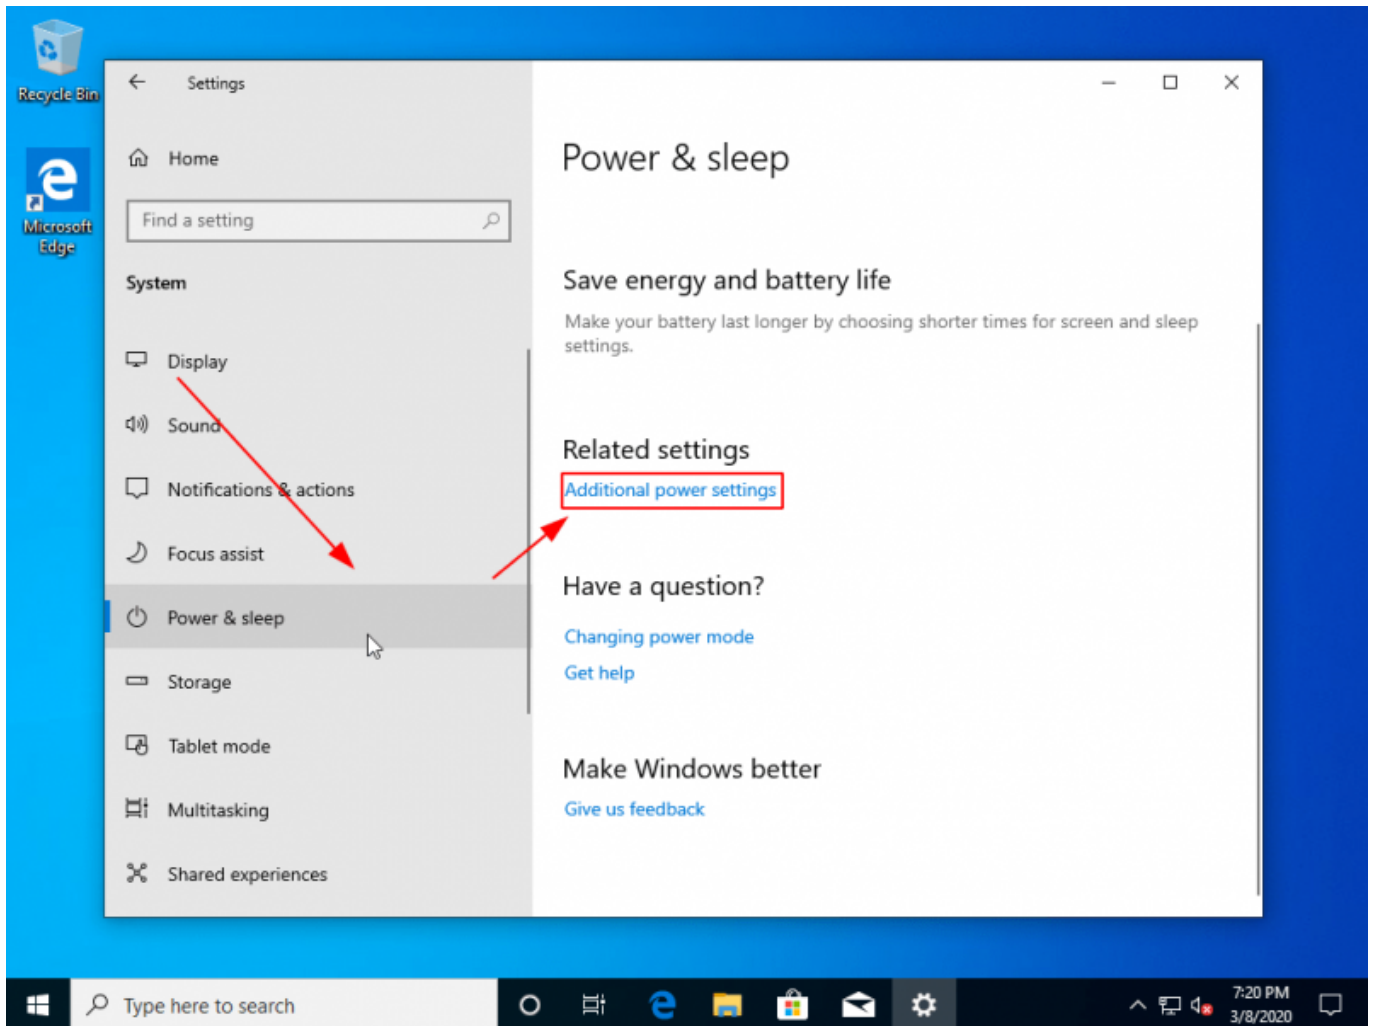 Recycle Bin
Microsoft
Edge
Settings
Home
Find a setting
System
Display
Sound
Notifications & actions
Focus assist
Power & sleep
Storage
Tablet mode
Multitasking
Shared experiences
Power & sleep
Save energy and battery life
Make your battery last longer by choosing shorter times for screen and sleep
settings.
Related settings
Additional power settings
Have a question?
Changing power mode
Get help
Make Windows better
Give us feedback
Type here to search
7:20 PM
3/8/2020